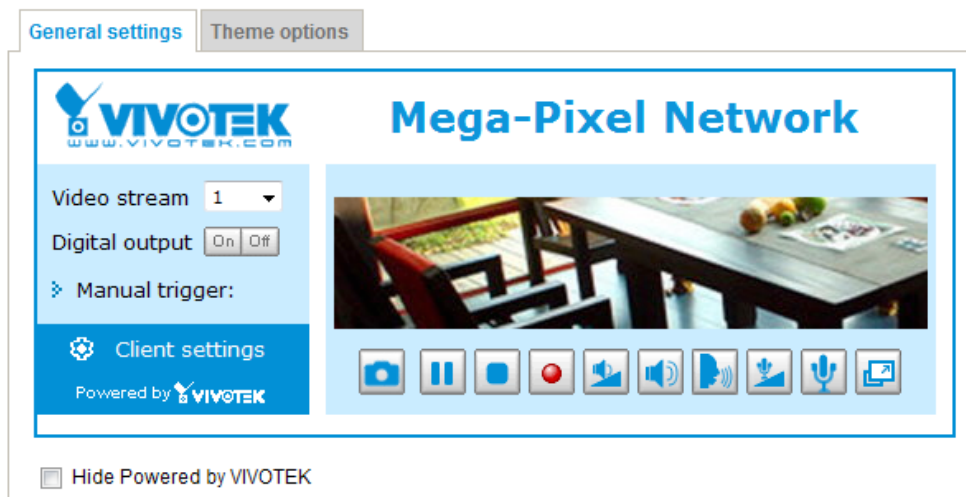 General settings
Theme options
VIVOTEK
www.vivotek.com
Mega-Pixel Network
Video stream 1
Digital output On Off
Manual trigger:
Client settings
Powered by VIVOTEK
Hide Powered by VIVOTEK